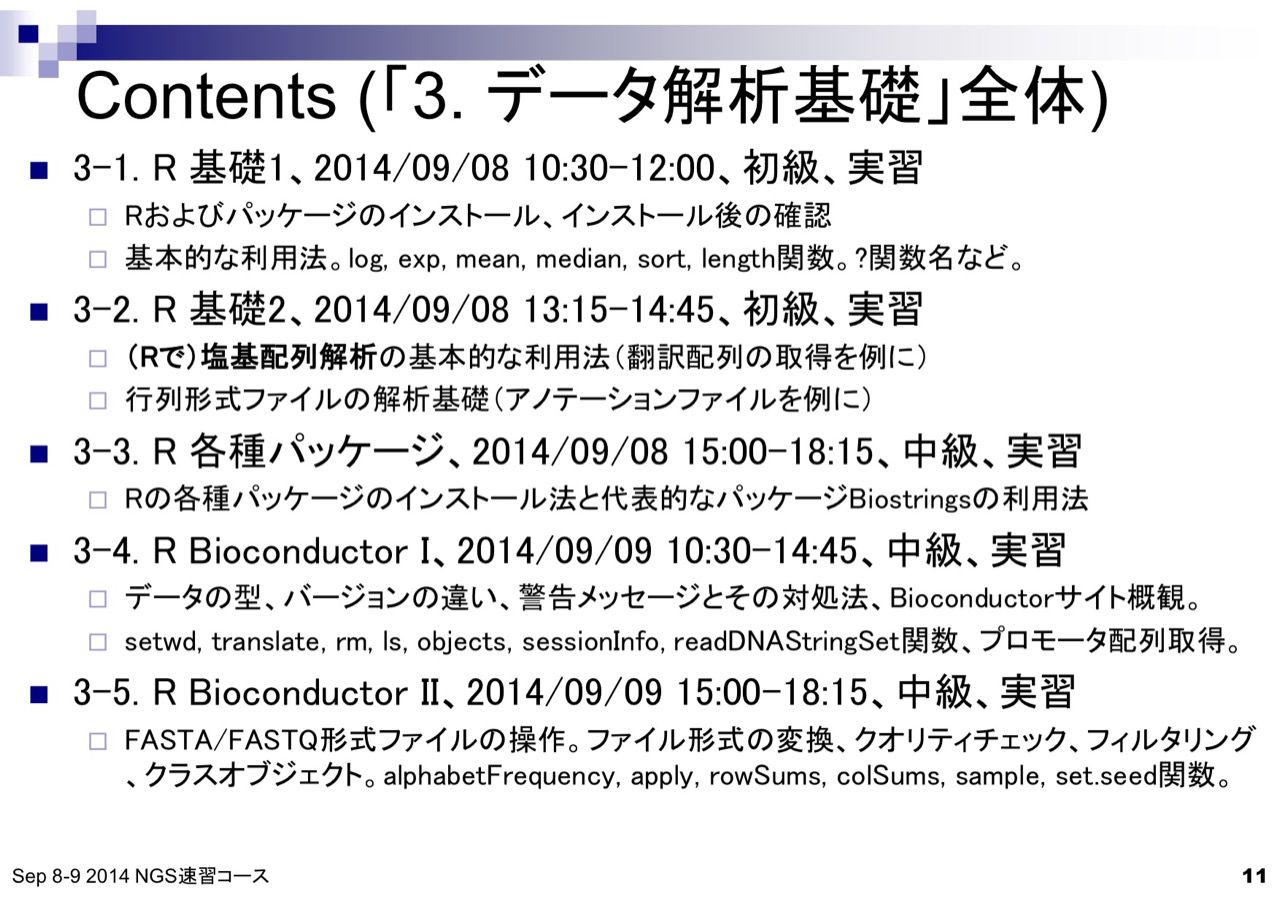 Contents (「3. データ解析基礎」全体)
3-1. R 基礎1、2014/09/08 10:30-12:00、初級、実習
Rおよびパッケージのインストール、インストール後の確認
基本的な利用法。log, exp, mean, median, sort, length関数。?関数名など。
3-2. R 基礎2、2014/09/08 13:15-14:45、初級、実習
(Rで)塩基配列解析の基本的な利用法(翻訳配列の取得を例に)
行列形式ファイルの解析基礎(アノテーションファイルを例に)
3-3. R 各種パッケージ、2014/09/08 15:00-18:15、中級、実習
Rの各種パッケージのインストール法と代表的なパッケージBiostringsの利用法
3-4. R Bioconductor I、2014/09/09 10:30-14:45、中級、実習
データの型、バージョンの違い、警告メッセージとその対処法、Bioconductorサイト概観。
setwd, translate, rm, ls, objects, sessionInfo, readDNAStringSet関数、プロモータ配列取得。
3-5. R Bioconductor II、2014/09/09 15:00-18:15、中級、実習
FASTA/FASTQ形式ファイルの操作。ファイル形式の変換、クオリティチェック、フィルタリング
、クラスオブジェクト。alphabetFrequency, apply, rowSums, colSums, sample, set.seed関数。
Sep 8-9 2014 NGS速習コース
11